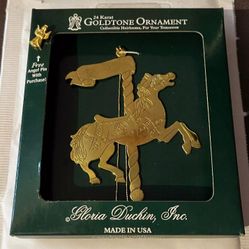 24 Karat
GOLDTONE ORNAMENT
Collectible Heirlooms, For Your Tomorrows
Free
Angel Pin
With
Purchase!
Gloria Duchin, Inc.
MADE IN USA